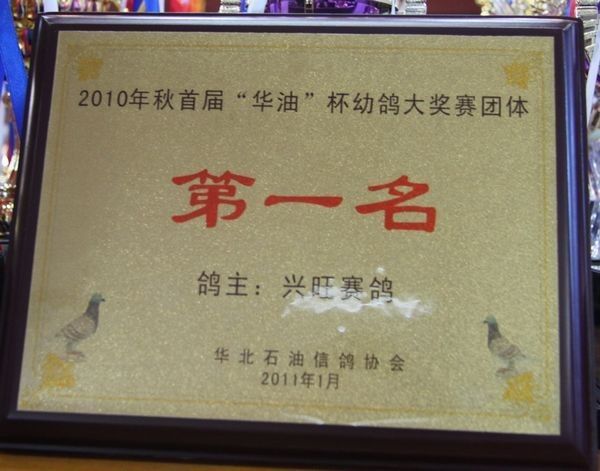 2010年秋首届“华油”杯幼鸽大奖赛团体
第一名
鸽主：兴旺赛鸽
华北石油信鸽协会
2011年1月